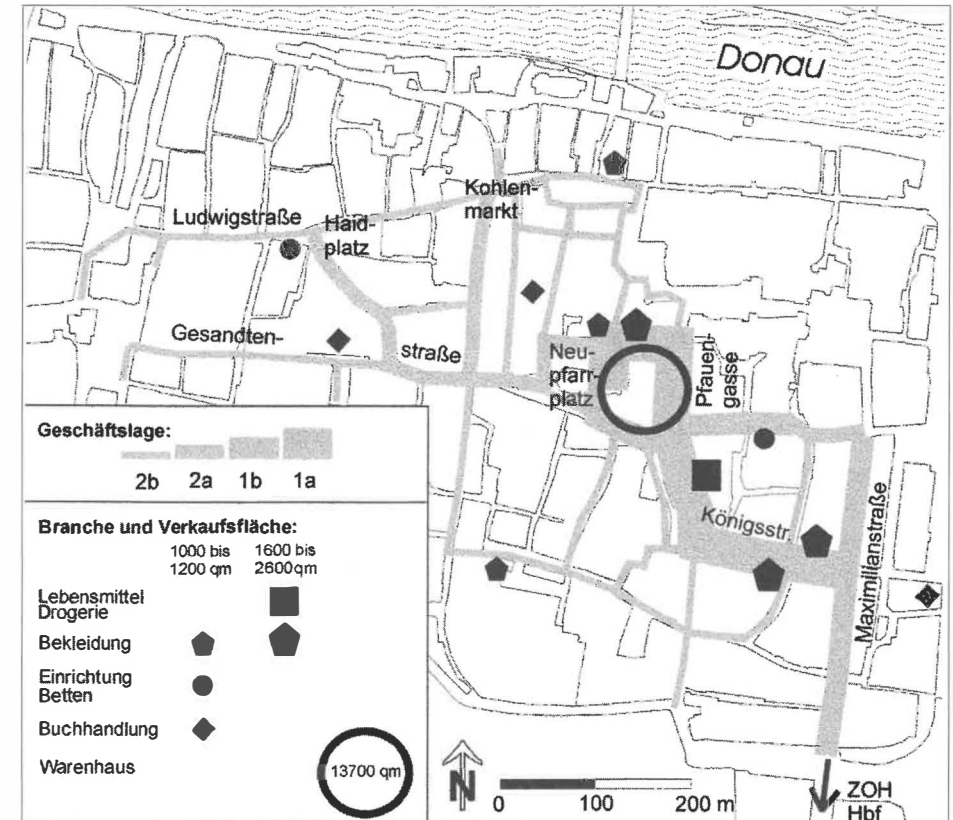 Donau
Kohlen-
markt
Ludwigstraße
Haid-
platz
Gesandten-
straße
Neu-
pfarr-
platz
Pfauen-
gasse
Königsstr.
Maximilianstraße
Geschäftslage:
2b 2a 1b 1a
Branche und Verkaufsfläche:
1000 bis 1600 bis
1200 qm 2600qm
Lebensmittel
Drogerie
Bekleidung
Einrichtung
Betten
Buchhandlung
Warenhaus
13700 qm
N
0 100 200 m
ZOH
Hbf